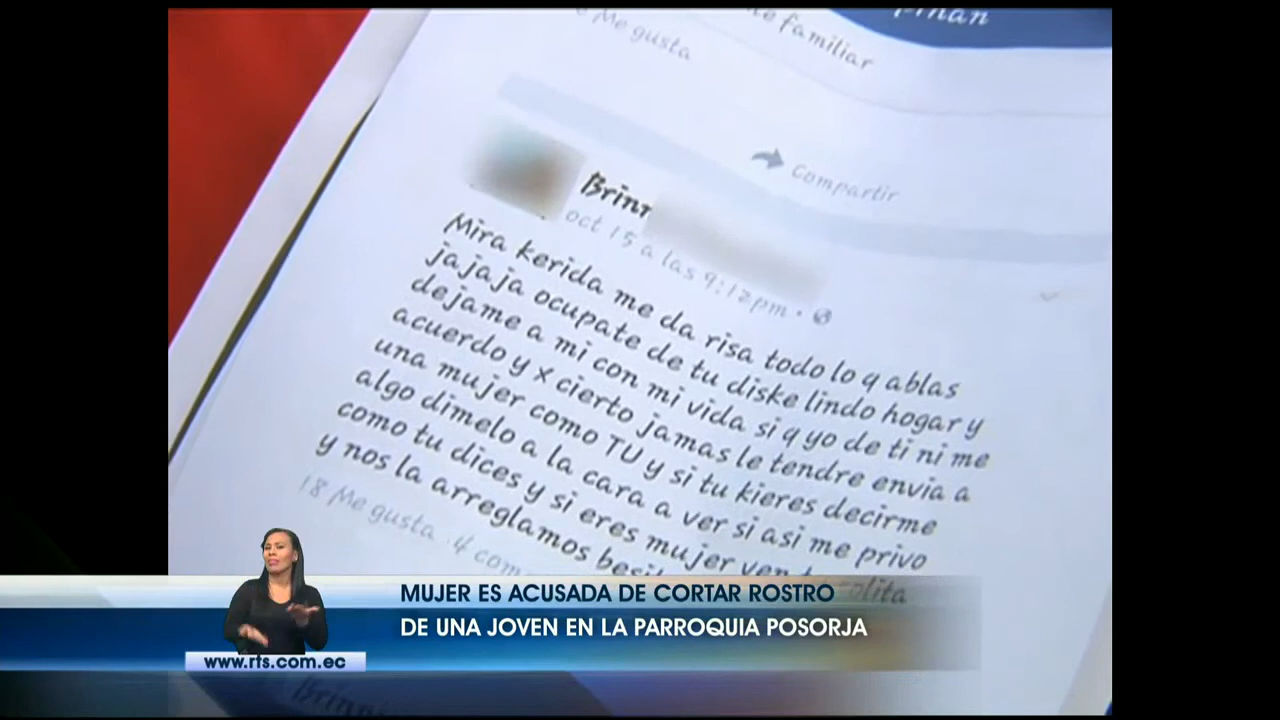 Me gusta
familiar
Compartir
Brinn
oct 15 a las 9:12pm
Mira kerida me da risa todo lo q ablas
jajaja ocupate de tu diske lindo hogar y
dejame a mi con mi vida si q yo de ti ni me
acuerdo y x cierto jamas le tendre envia a
una mujer como TU y si tu kieres decirme
algo dimelo a la cara a ver si asi me privo
como tu dices y si eres mujer ven
y nos la arreglamos
18 Me gusta · 4
MUJER ES ACUSADA DE CORTAR ROSTRO
DE UNA JOVEN EN LA PARROQUIA POSORJA
www.rts.com.ec